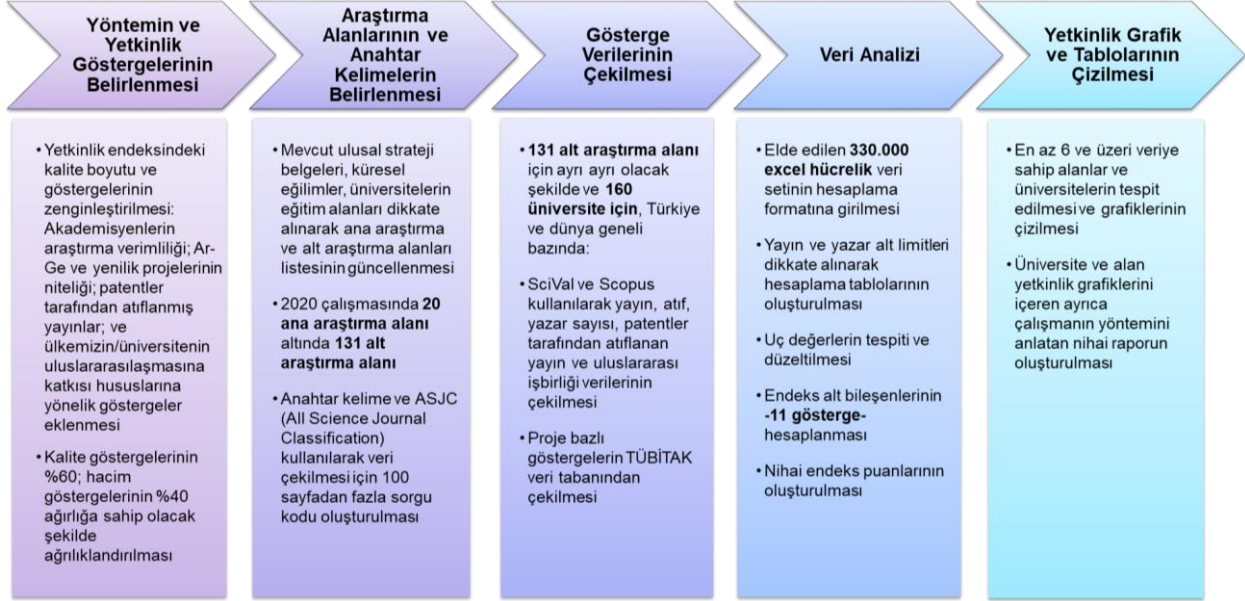 Yöntemin ve
Yetkinlik
Göstergelerinin
Belirlenmesi
• Yetkinlik endeksindeki
kalite boyutu ve
göstergelerinin
zenginleştirilmesi:
Akademisyenlerin
araştırma verimliliği; Ar-
Ge ve yenilik projelerinin
niteliği; patentler
tarafından atıflanmış
yayınlar; ve
ülkemizin/üniversitenin
uluslararasılaşmasına
katkısı hususlarına
yönelik göstergeler
eklenmesi
• Kalite göstergelerinin
%60; hacim
göstergelerinin %40
ağırlığa sahip olacak
şekilde
ağrılıklandırılması
Araştırma
Alanlarının ve
Anahtar
Kelimelerin
Belirlenmesi
• Mevcut ulusal strateji
belgeleri, küresel
eğilimler, üniversitelerin
eğitim alanları dikkate
alınarak ana araştırma
ve alt araştırma alanları
listesinin güncellenmesi
• 2020 çalışmasında 20
ana araştırma alanı
altında 131 alt
araştırma alanı
• Anahtar kelime ve ASJC
(All Science Journal
Classification)
kullanılarak veri
çekilmesi için 100
sayfadan fazla sorgu
kodu oluşturulması
Gösterge
Verilerinin
Çekilmesi
• 131 alt araştırma alanı
için ayrı ayrı olacak
şekilde ve 160
üniversite için, Türkiye
ve dünya geneli
bazında:
• SciVal ve Scopus
kullanılarak yayın, atıf,
yazar sayısı, patentler
tarafından atıflanan
yayın ve uluslararası
işbirliği verilerinin
çekilmesi
• Proje bazlı
göstergelerin TÜBİTAK
veri tabanından
çekilmesi
Veri Analizi
• Elde edilen 330.000
excel hücrelik veri
setinin hesaplama
formatına girilmesi
• Yayın ve yazar alt limitleri
dikkate alınarak
hesaplama tablolarının
oluşturulması
• Uç değerlerin tespiti ve
düzeltilmesi
• Endeks alt bileşenlerinin
-11 gösterge-
hesaplanması
• Nihai endeks puanlarının
oluşturulması
Yetkinlik Grafik
ve Tablolarının
Çizilmesi
• En az 6 ve üzeri veriye
sahip alanlar ve
üniversitelerin tespit
edilmesi ve grafiklerinin
çizilmesi
• Üniversite ve alan
yetkinlik grafiklerini
içeren ayrıca
çalışmanın yöntemini
anlatan nihai raporun
oluşturulması